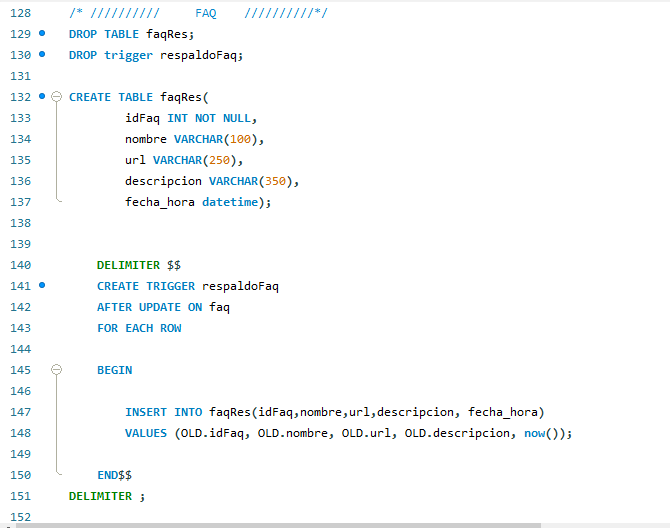 128 /* ////////// FAQ //////////*/
129 DROP TABLE faqRes;
130 DROP trigger respaldoFaq;
131
132 CREATE TABLE faqRes(
133 idFaq INT NOT NULL,
134 nombre VARCHAR(100),
135 url VARCHAR(250),
136 descripcion VARCHAR(350),
137 fecha_hora datetime);
138
139
140 DELIMITER $$
141 CREATE TRIGGER respaldoFaq
142 AFTER UPDATE ON faq
143 FOR EACH ROW
144
145 BEGIN
146
147 INSERT INTO faqRes(idFaq,nombre,url,descripcion, fecha_hora)
148 VALUES (OLD.idFaq, OLD.nombre, OLD.url, OLD.descripcion, now());
149
150 END$$
151 DELIMITER ;
152